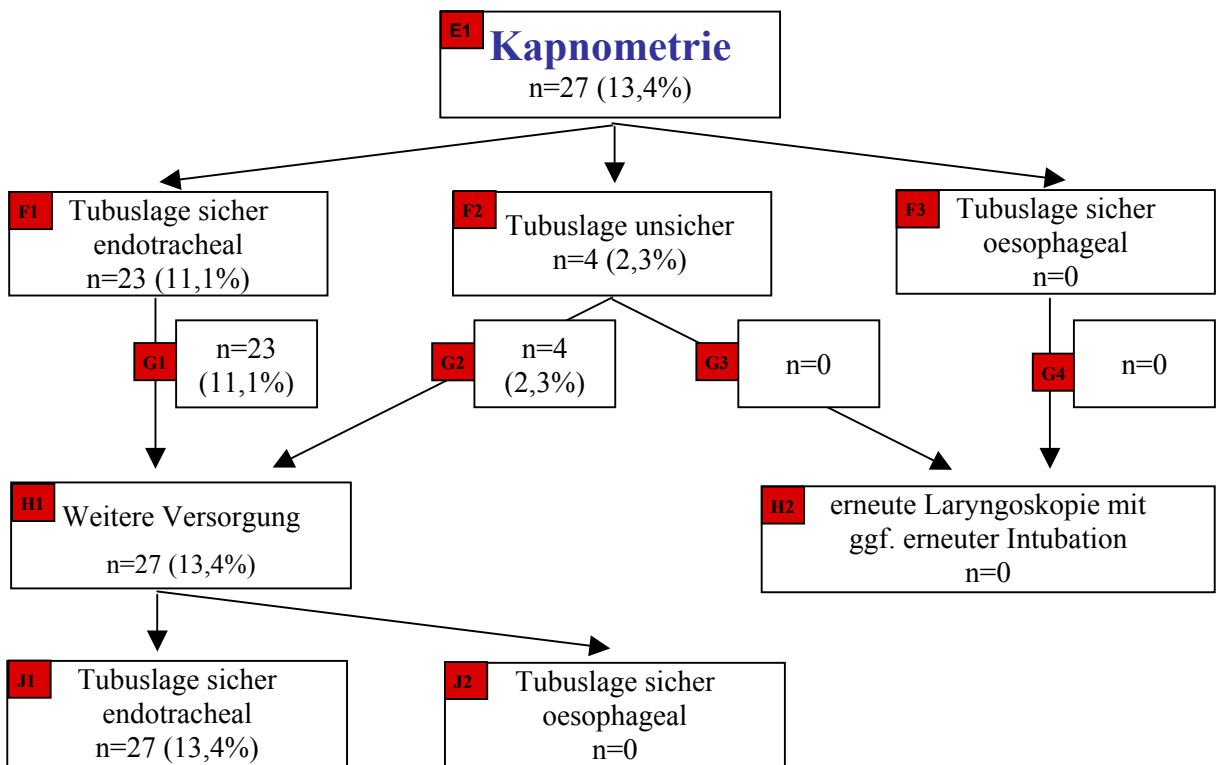 E1
Kapnometrie
n=27 (13,4%)
F1
Tubuslage sicher
endotracheal
n=23 (11,1%)
F2
Tubuslage unsicher
n=4 (2,3%)
F3
Tubuslage sicher
oesophageal
n=0
G1
n=23
(11,1%)
G2
n=4
(2,3%)
G3
n=0
G4
n=0
H1
Weitere Versorgung
n=27 (13,4%)
H2
erneute Laryngoskopie mit
ggf. erneuter Intubation
n=0
J1
Tubuslage sicher
endotracheal
n=27 (13,4%)
J2
Tubuslage sicher
oesophageal
n=0